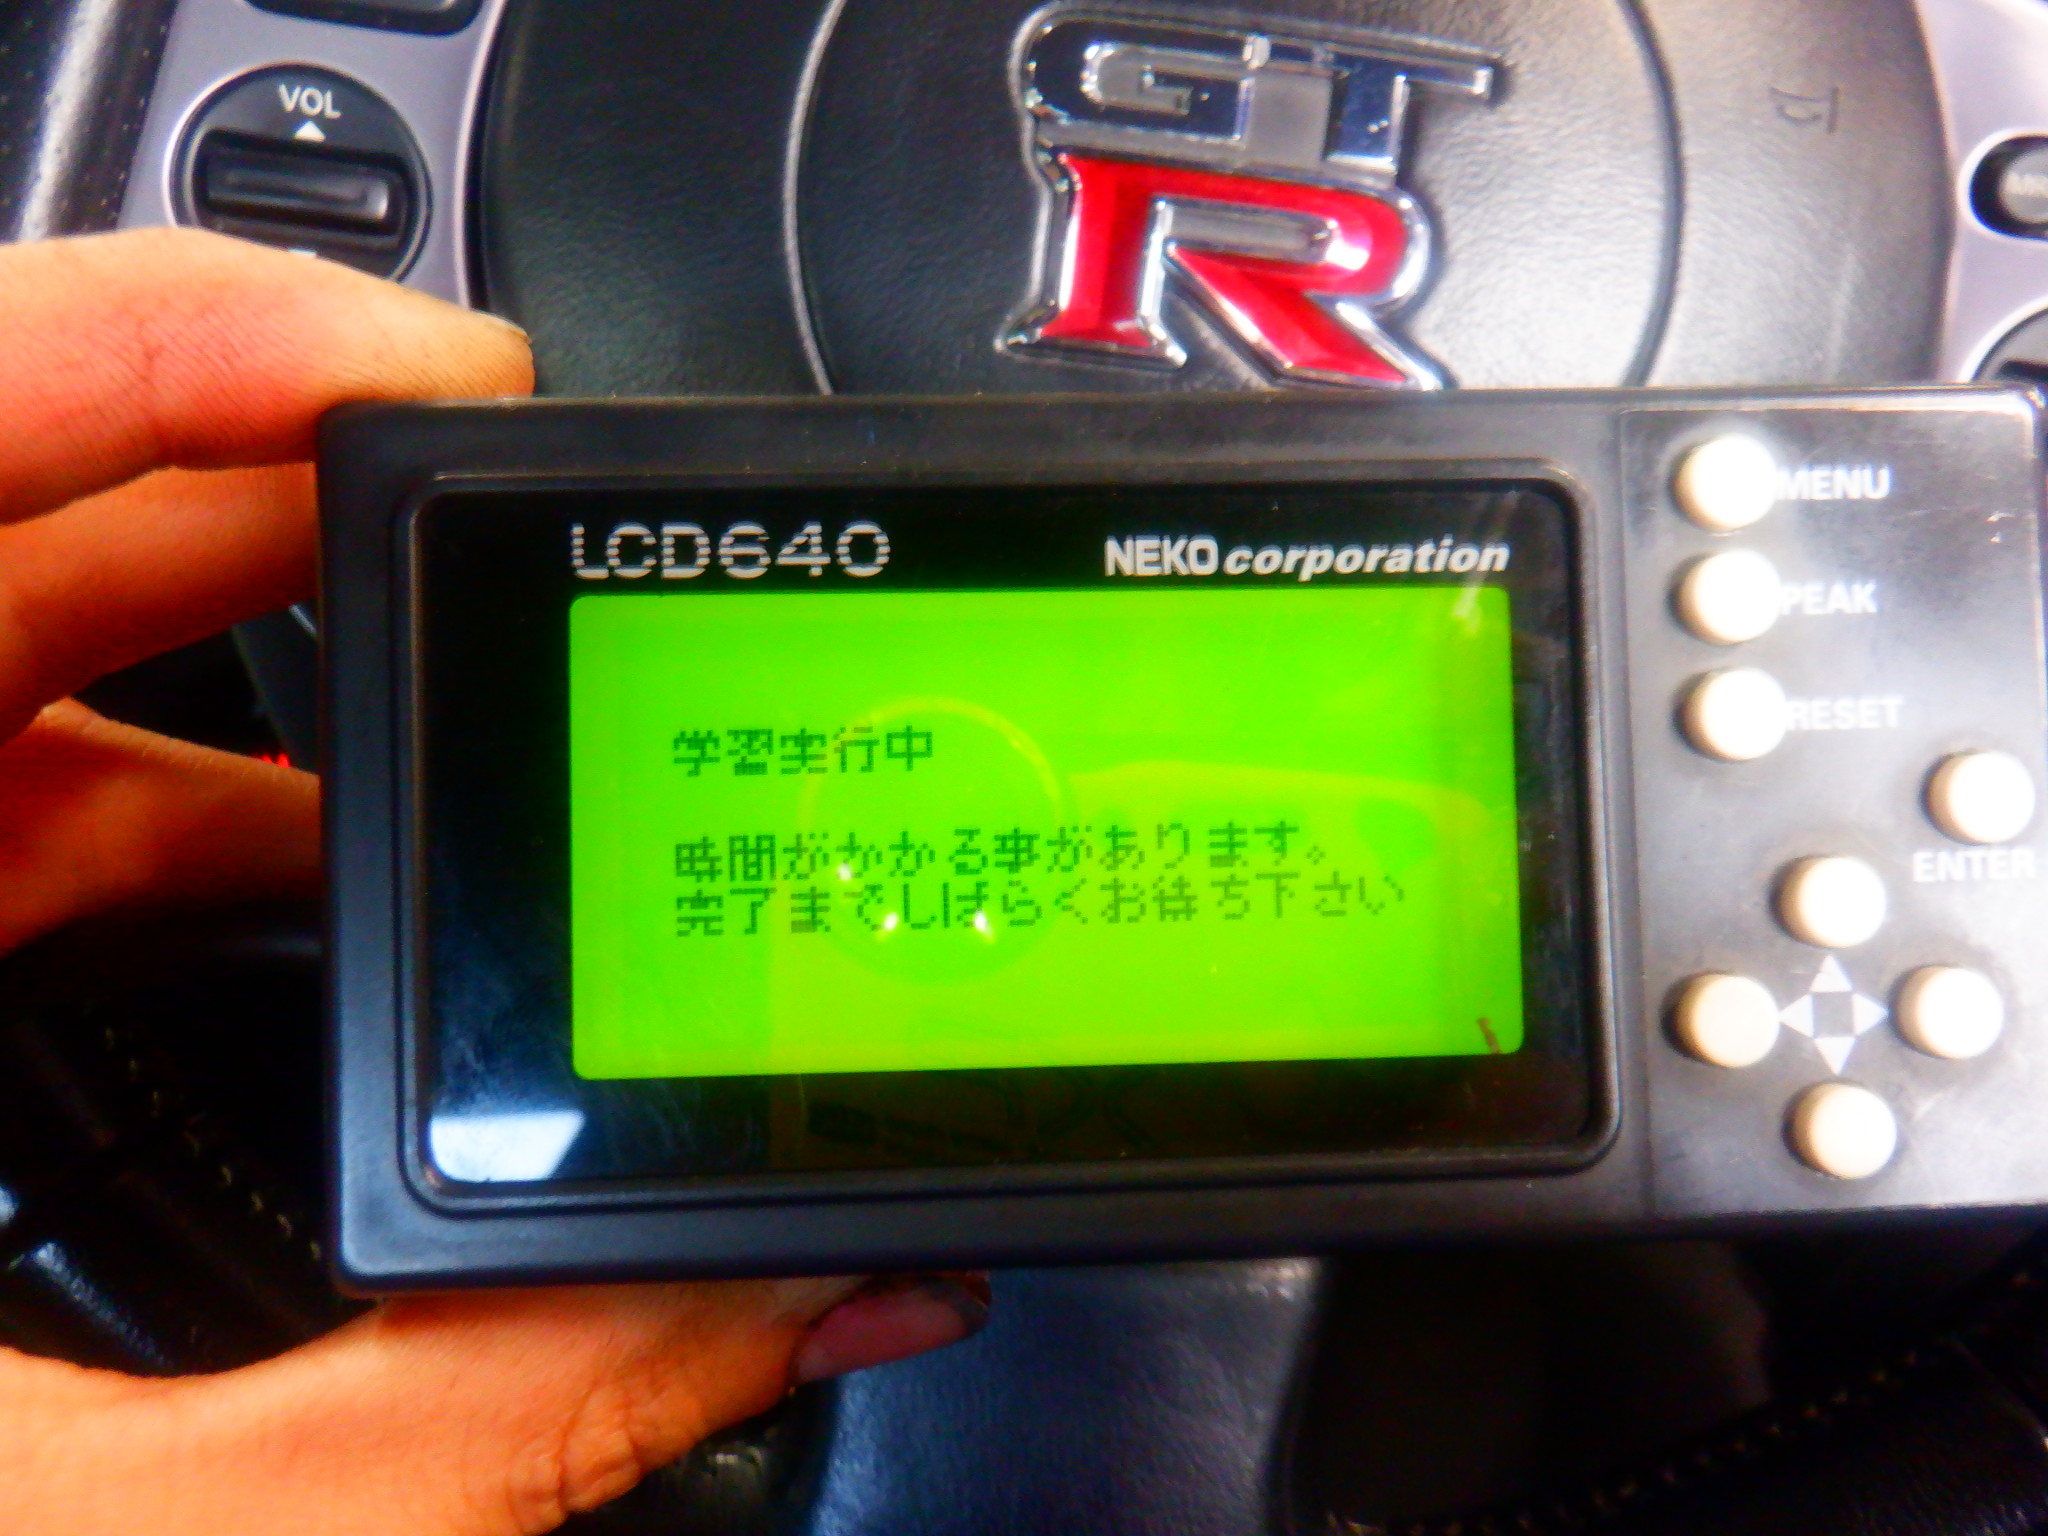 VOL
GT
R
LCD640
NEKO corporation
MENU
PEAK
RESET
ENTER
学習実行中
時間がかかる事があります。
完了までしばらくお待ち下さい